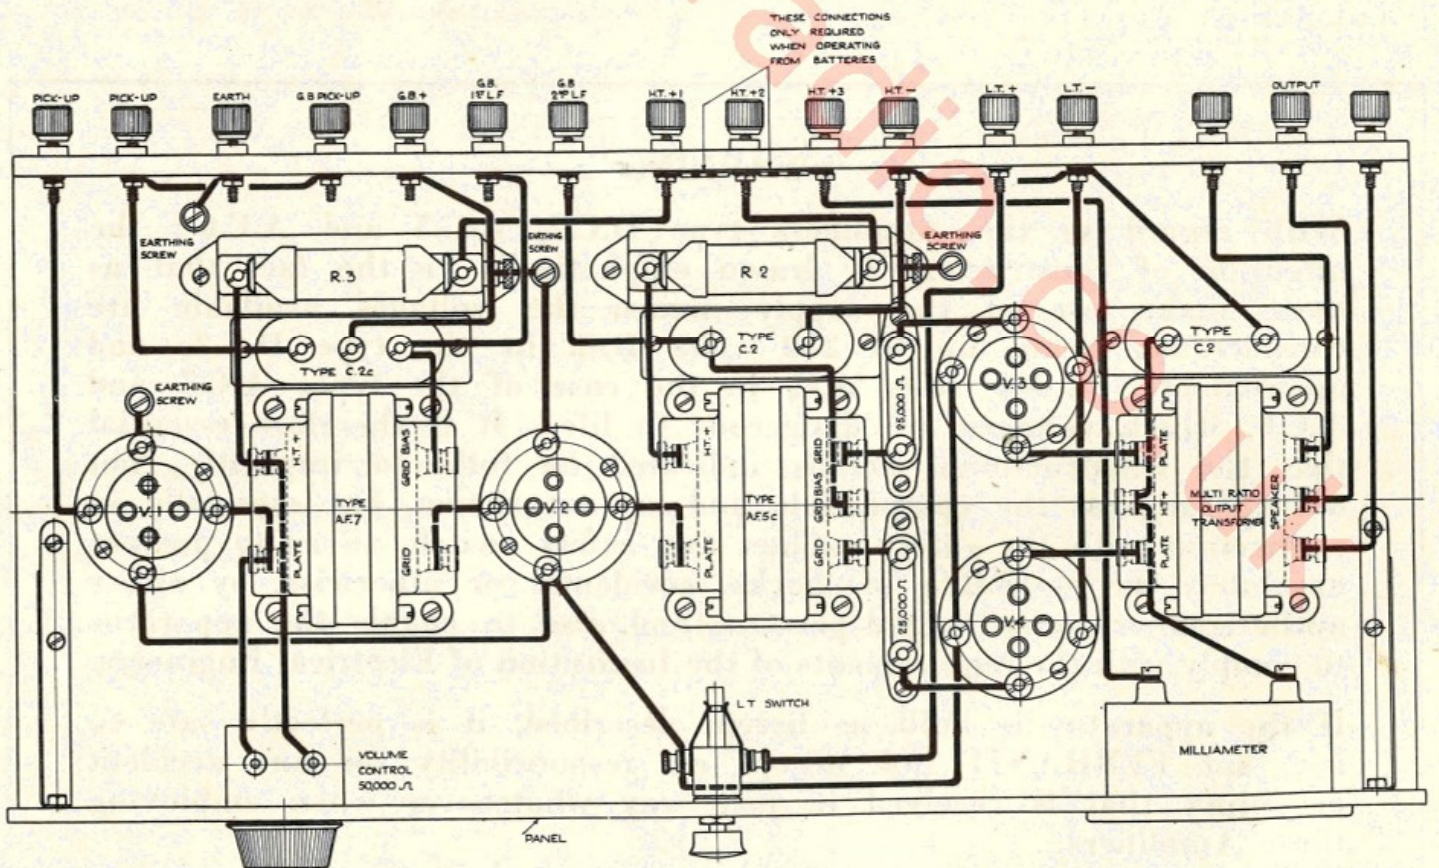 THESE CONNECTIONS
ONLY REQUIRED
WHEN OPERATING
FROM BATTERIES
PICK-UP
PICK-UP
EARTH
G.B PICK-UP
G.B.+
G.B.
1ST L.F
G.B
2ND L.F
H.T.+1
H.T.+2
H.T.+3
H.T.-
L.T.+
L.T.-
OUTPUT
EARTHING
SCREW
R 3
EARTHING
SCREW
R 2
EARTHING
SCREW
TYPE C.2c
TYPE
C.2
TYPE
C.2
EARTHING
SCREW
V.1
H.T +
PLATE
TYPE
A.F.7
GRID BIAS
GRID
V.2
H.T.+
PLATE
TYPE
A.F.5c
GRID
GRID BIAS
GRID
25,000 Ω
25,000 Ω
V.3
V.4
PLATE
H.T+
PLATE
MULTI RATIO
OUTPUT
TRANSFORMER
SPEAKER
L T SWITCH
VOLUME
CONTROL
50,000 Ω
MILLIAMETER
PANEL
radio.co.uk